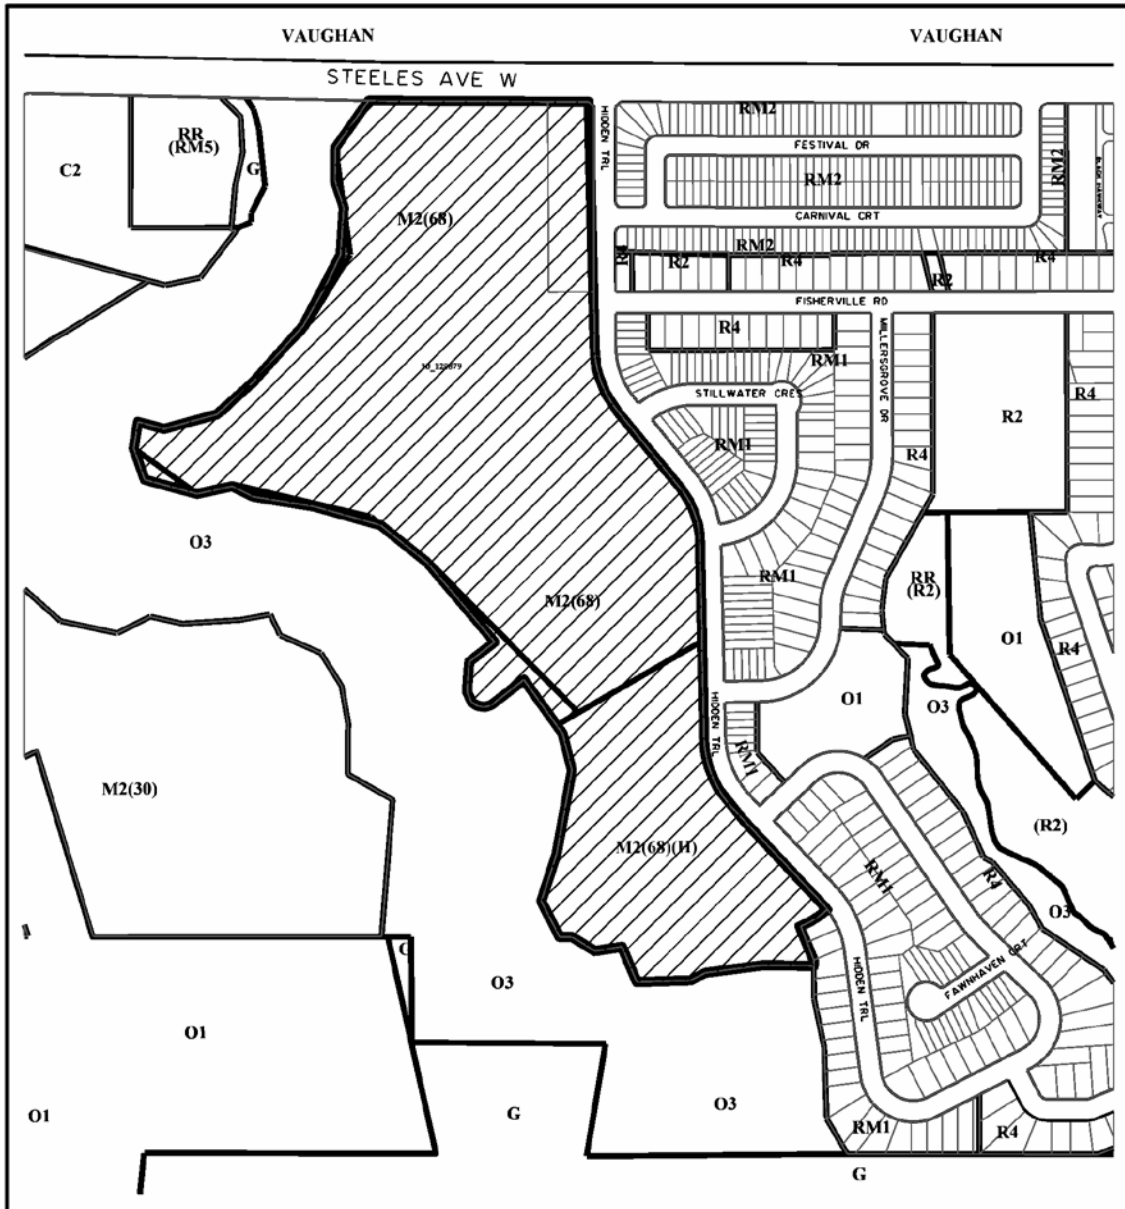 VAUGHAN
VAUGHAN
STEELES AVE W
C2
RR
(RM5)
G
M2(68)
HIDDEN TRL
RM2
FESTIVAL DR
RM2
RM2
CARNIVAL CRT
RM2
R4
R2
R4
R2
R4
FISHERVILLE RD
R4
RM1
MILLERSGROVE DR
STILLWATER CRES
RM1
R4
R2
R4
O3
M2(68)
RM1
RR
(R2)
O1
R4
HIDDEN TRL
O1
O3
RM1
M2(30)
M2(68)(H)
(R2)
RM1
R4
O3
G
O3
HIDDEN TRL
FAWNHAVEN CRT
O1
O1
G
O3
RM1
R4
G